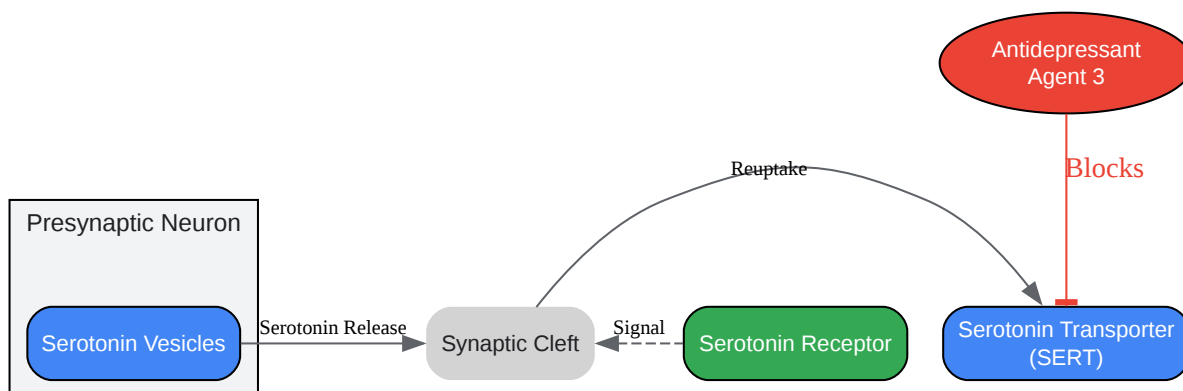 Antidepressant
Agent 3
Reuptake
Blocks
Presynaptic Neuron
Serotonin Vesicles
Serotonin Release
Synaptic Cleft
Signal
Serotonin Receptor
Serotonin Transporter
(SERT)